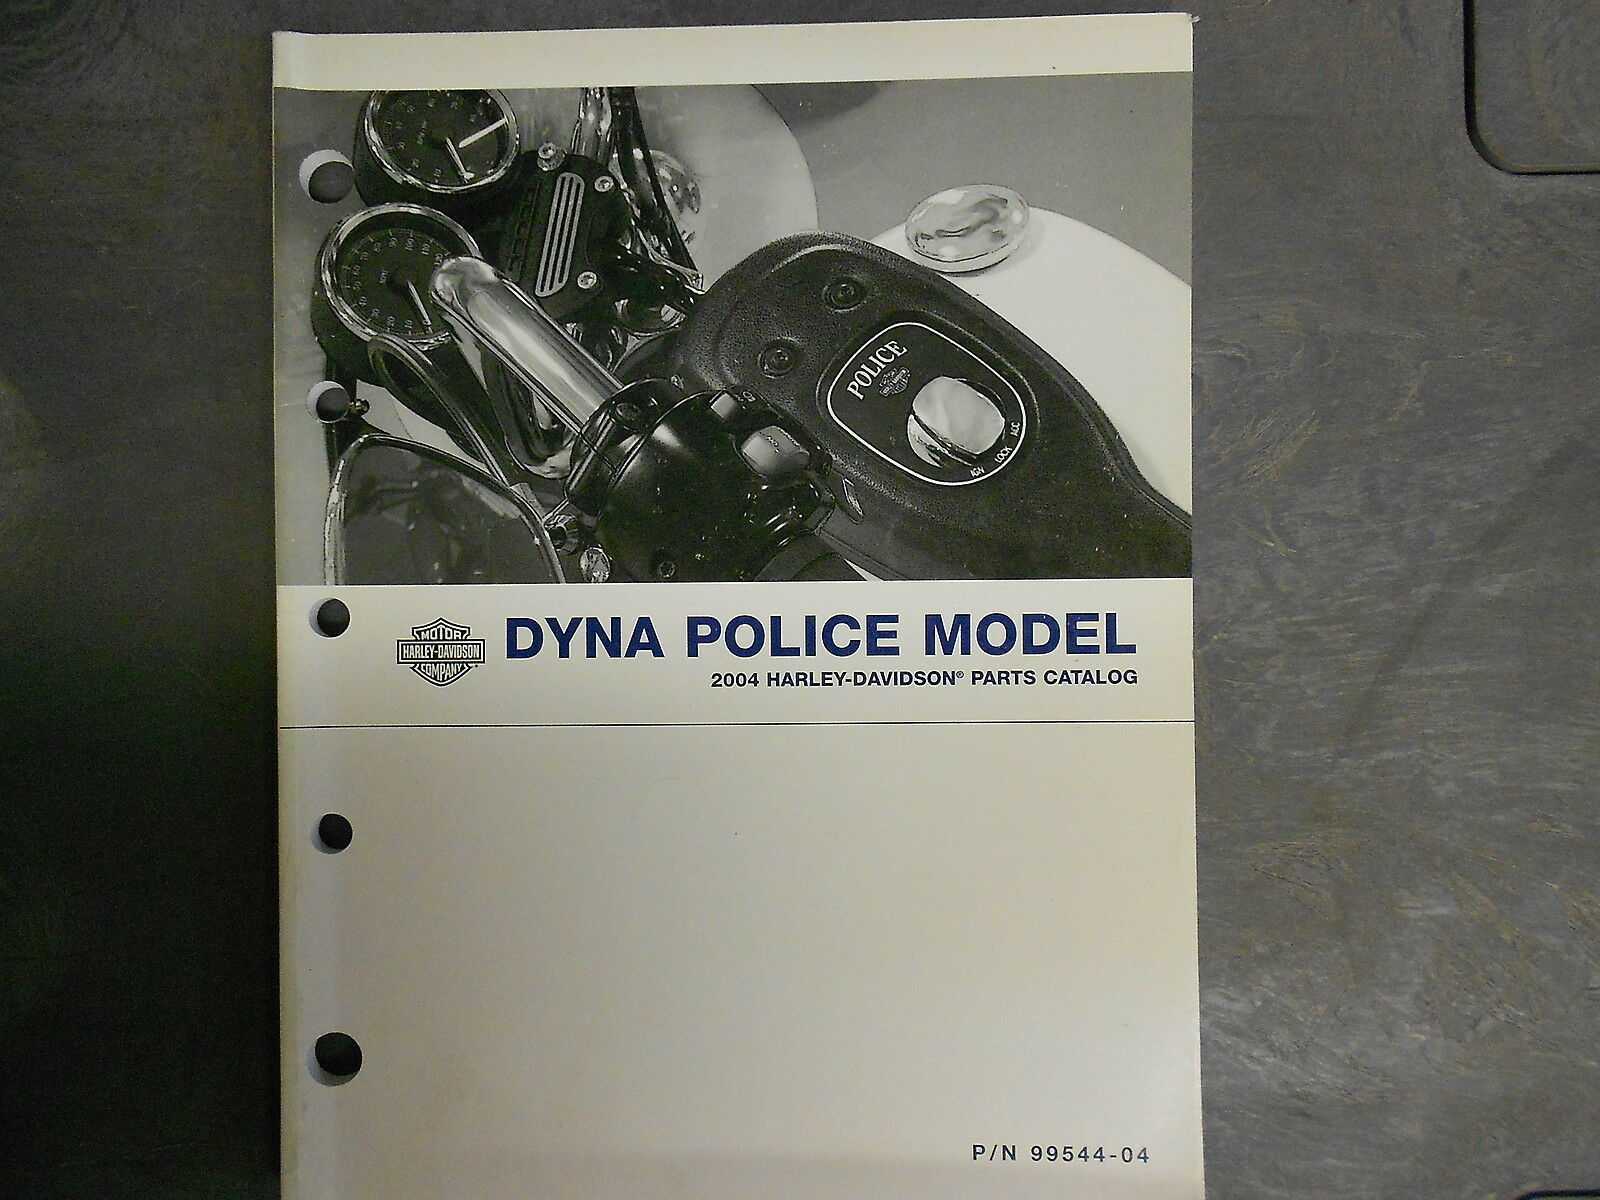 POLICE
ACC
LOCK
IGN
MOTOR
HARLEY-DAVIDSON
COMPANY
DYNA POLICE MODEL
2004 HARLEY-DAVIDSON® PARTS CATALOG
P/N 99544-04